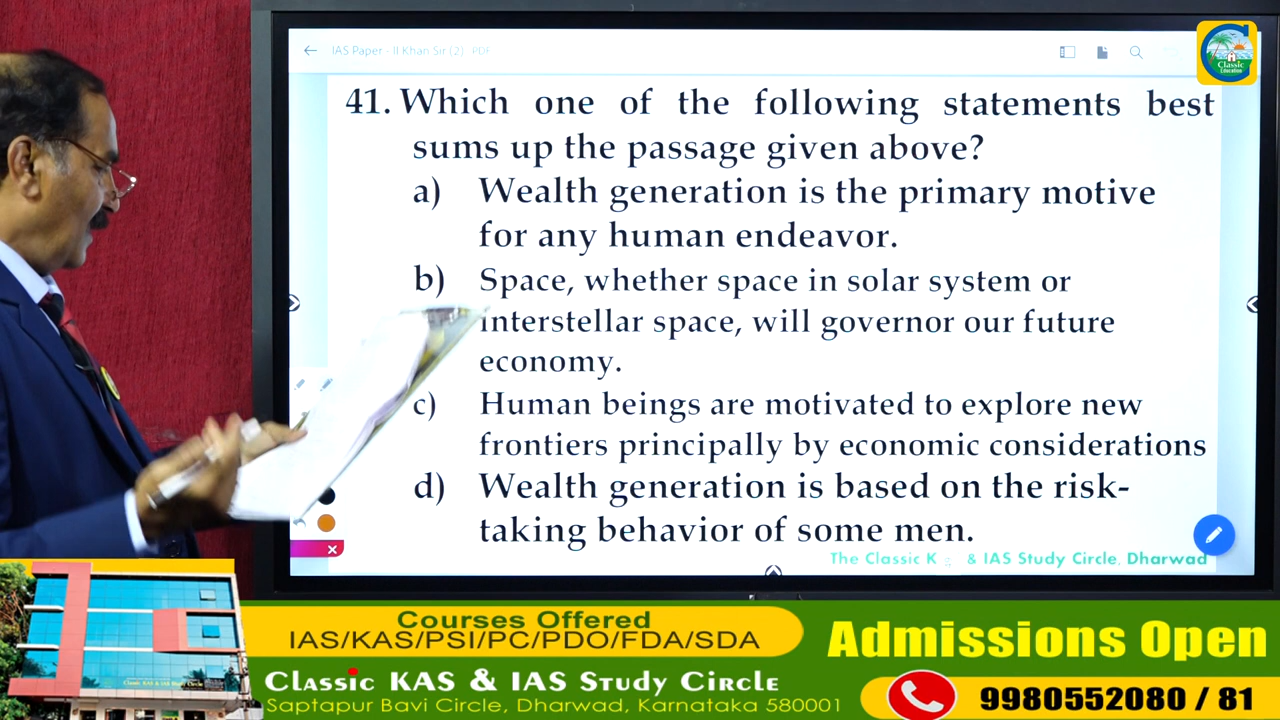 IAS Paper - II Khan Sir (2) PDF
Classic
Education
41. Which one of the following statements best
sums up the passage given above?
a) Wealth generation is the primary motive
for any human endeavor.
b) Space, whether space in solar system or
interstellar space, will governor our future
economy.
c) Human beings are motivated to explore new
frontiers principally by economic considerations
d) Wealth generation is based on the risk-
taking behavior of some men.
The Classic K & IAS Study Circle, Dharwad
Courses Offered
IAS/KAS/PSI/PC/PDO/FDA/SDA
Classic KAS & IAS Study Circle
Saptapur Bavi Circle, Dharwad, Karnataka 580001
Admissions Open
9980552080 / 81